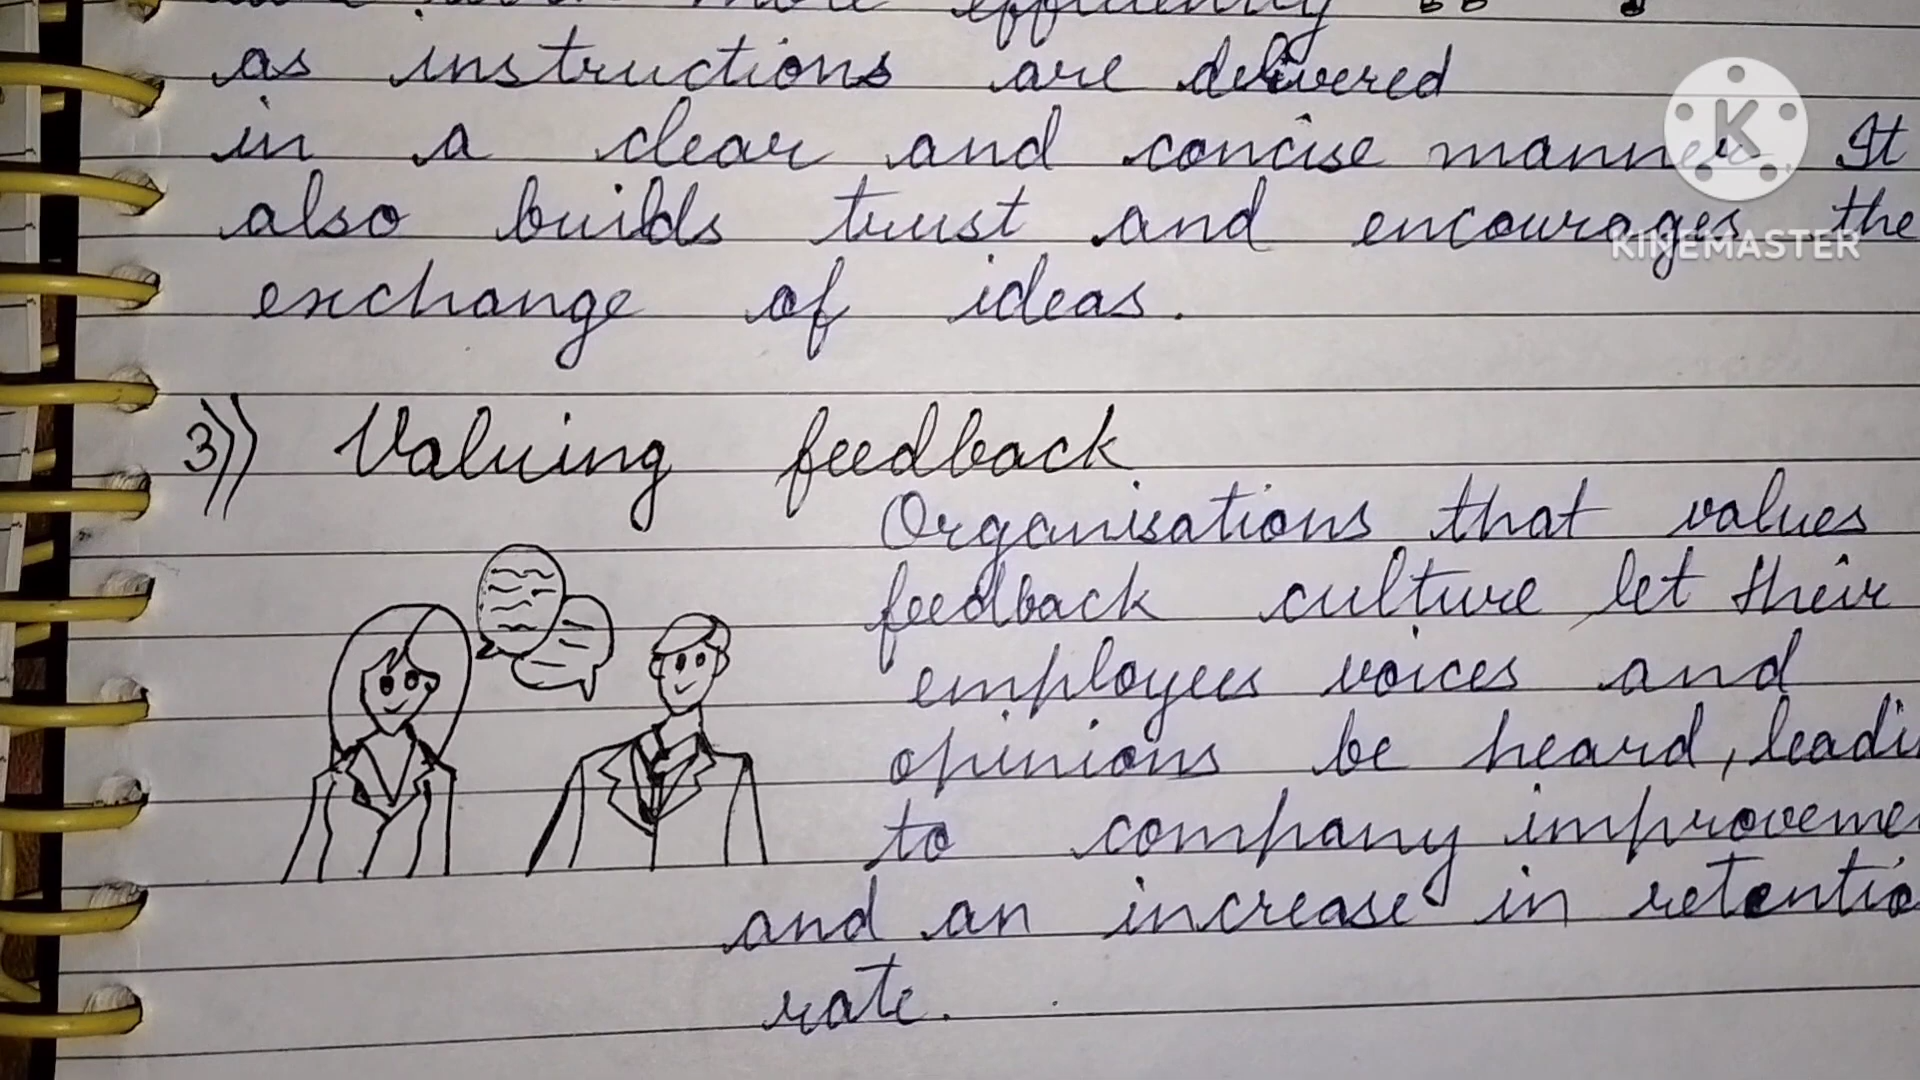 more efficiently
as instructions are delivered
in a clear and concise manner. It
also builds trust and encourages the
exchange of ideas.
3)) Valuing feedback
Organisations that values
feedback culture let their
employees voices and
opinions be heard, leadi
to company improveme
and an increase in retentio
rate.
K
KINEMASTER